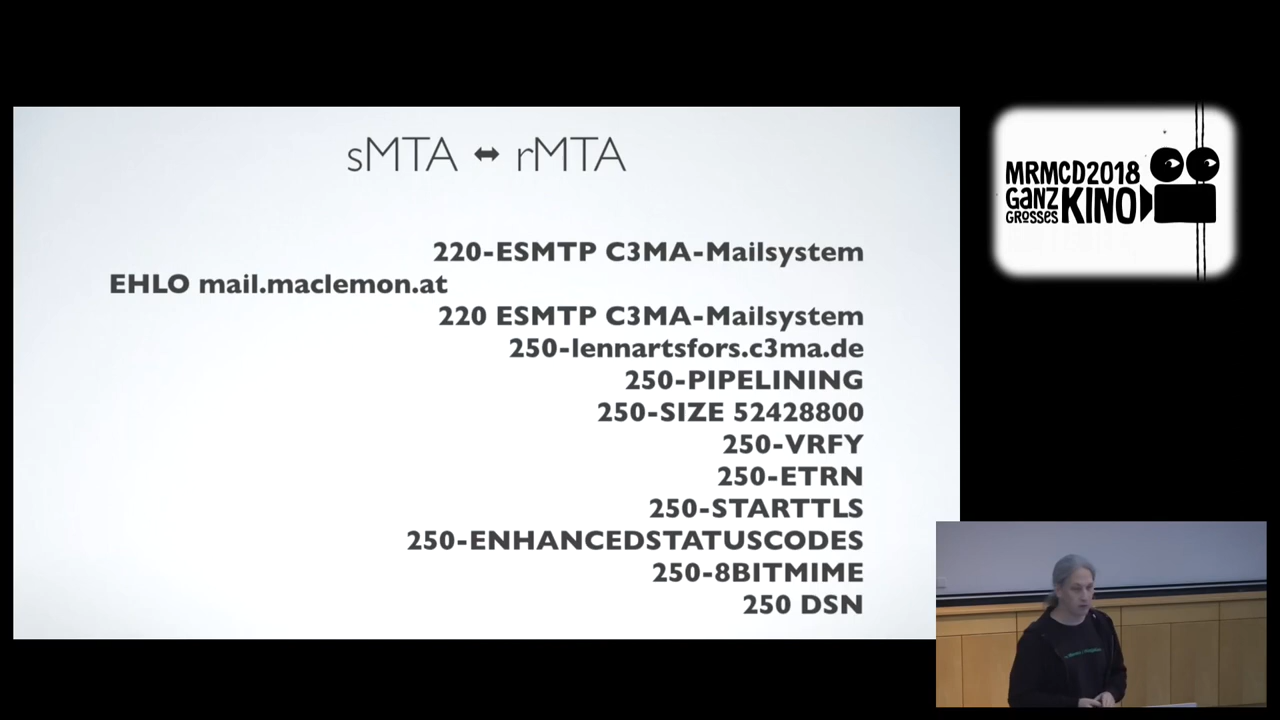 sMTA ⬌ rMTA
220-ESMTP C3MA-Mailsystem
EHLO mail.maclemon.at
220 ESMTP C3MA-Mailsystem
250-lennartsfors.c3ma.de
250-PIPELINING
250-SIZE 52428800
250-VRFY
250-ETRN
250-STARTTLS
250-ENHANCEDSTATUSCODES
250-8BITMIME
250 DSN
MRMCD2018
GANZ
GROSSES
KINO